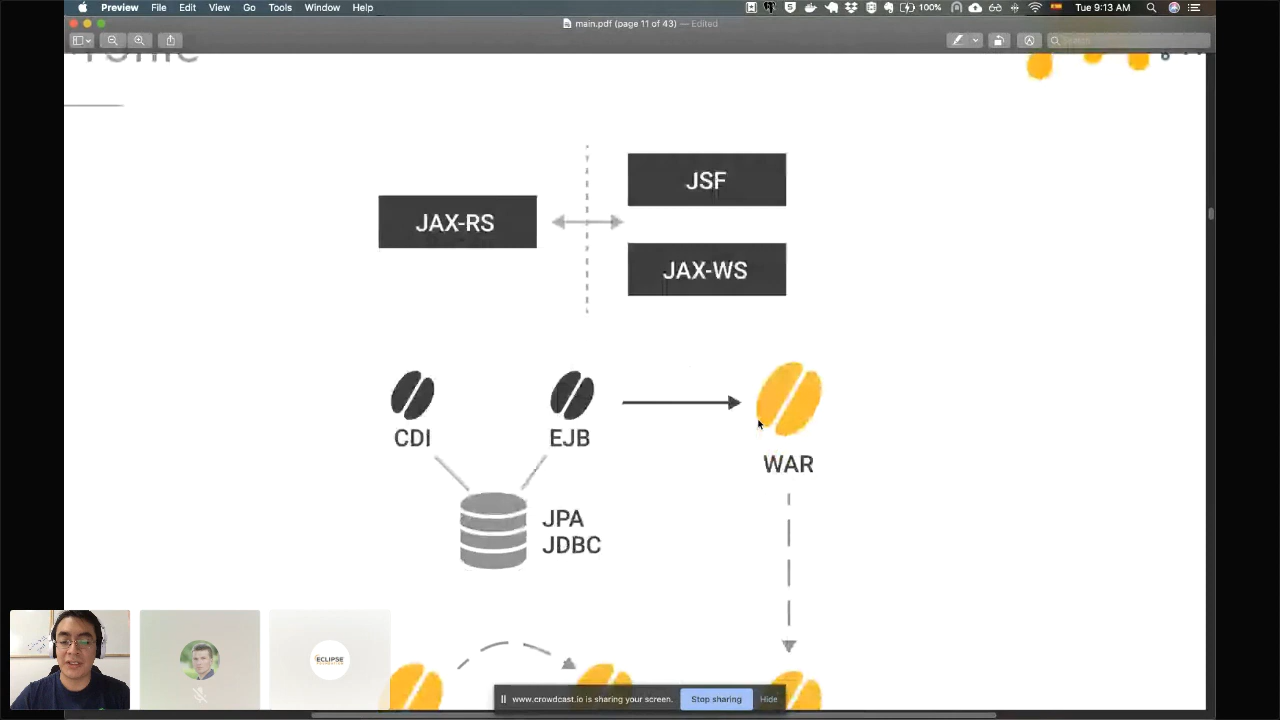 Preview File Edit View Go Tools Window Help 100% Tue 9:13 AM
main.pdf (page 11 of 43) — Edited
Search
JSF
JAX-RS
JAX-WS
CDI
EJB
WAR
JPA
JDBC
ECLIPSE
FOUNDATION
www.crowdcast.io is sharing your screen. Stop sharing Hide